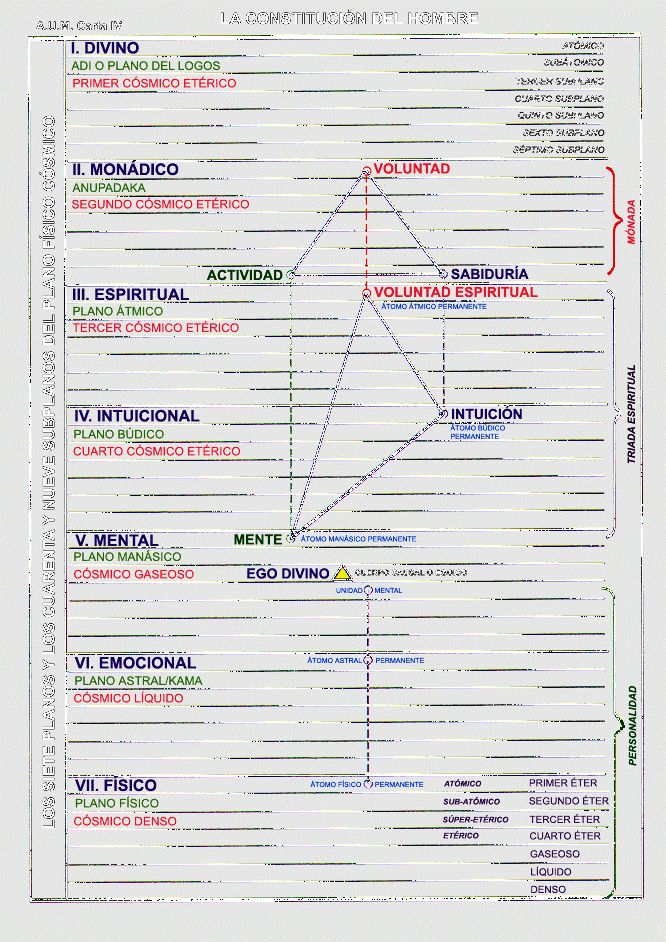 A.U.M. Carta IV
LA CONSTITUCIÓN DEL HOMBRE
LOS SIETE PLANOS Y LOS CUARENTA Y NUEVE SUBPLANOS DEL PLANO FÍSICO CÓSMICO
I. DIVINO
ADI O PLANO DEL LOGOS
PRIMER CÓSMICO ETÉRICO
ATÓMICO
SUBÁTOMICO
TERCER SUBPLANO
CUARTO SUBPLANO
QUINTO SUBPLANO
SEXTO SUBPLANO
SÉPTIMO SUBPLANO
II. MONÁDICO
ANUPADAKA
SEGUNDO CÓSMICO ETÉRICO
VOLUNTAD
MÓNADA
ACTIVIDAD
SABIDURÍA
III. ESPIRITUAL
PLANO ÁTMICO
TERCER CÓSMICO ETÉRICO
VOLUNTAD ESPIRITUAL
ÁTOMO ÁTMICO PERMANENTE
TRIADA ESPIRITUAL
IV. INTUICIONAL
PLANO BÚDICO
CUARTO CÓSMICO ETÉRICO
INTUICIÓN
ÁTOMO BÚDICO
PERMANENTE
V. MENTAL
PLANO MANÁSICO
CÓSMICO GASEOSO
MENTE
ÁTOMO MANÁSICO PERMANENTE
EGO DIVINO
CUERPO CAUSAL O EGOICO
UNIDAD MENTAL
VI. EMOCIONAL
PLANO ASTRAL/KAMA
CÓSMICO LÍQUIDO
ÁTOMO ASTRAL PERMANENTE
PERSONALIDAD
VII. FÍSICO
PLANO FÍSICO
CÓSMICO DENSO
ÁTOMO FÍSICO PERMANENTE
ATÓMICO PRIMER ÉTER
SUB-ATÓMICO SEGUNDO ÉTER
SÚPER-ETÉRICO TERCER ÉTER
ETÉRICO CUARTO ÉTER
GASEOSO
LÍQUIDO
DENSO